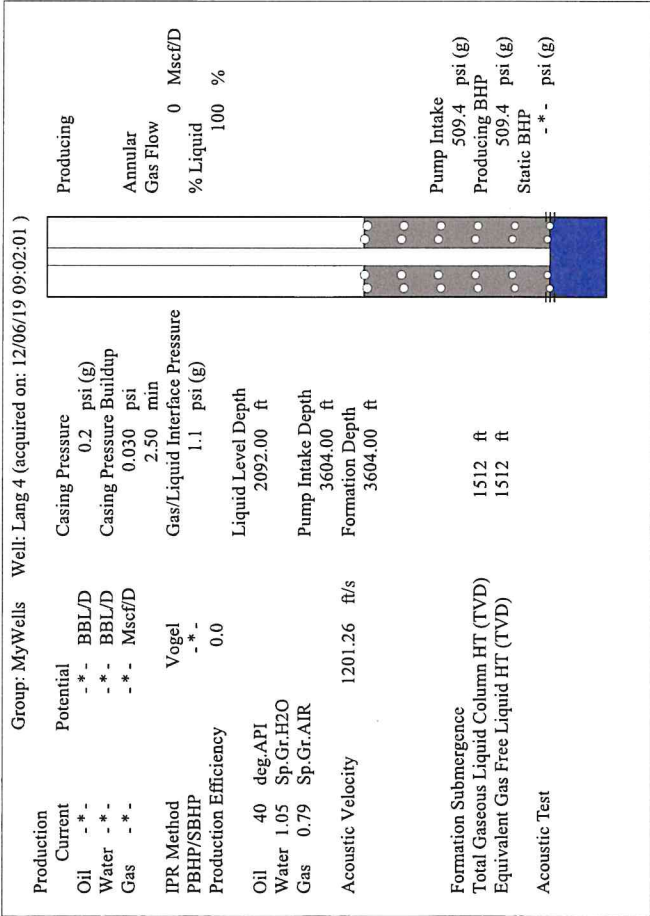 Group: MyWells Well: Lang 4 (acquired on: 12/06/19 09:02:01 )
Production
Current Potential
Oil - * - - * - BBL/D
Water - * - - * - BBL/D
Gas - * - - * - Mscf/D
IPR Method Vogel
PBHP/SBHP - * -
Production Efficiency 0.0
Oil 40 deg.API
Water 1.05 Sp.Gr.H2O
Gas 0.79 Sp.Gr.AIR
Acoustic Velocity 1201.26 ft/s
Formation Submergence
Total Gaseous Liquid Column HT (TVD) 1512 ft
Equivalent Gas Free Liquid HT (TVD) 1512 ft
Acoustic Test
Casing Pressure
0.2 psi (g)
Casing Pressure Buildup
0.030 psi
2.50 min
Gas/Liquid Interface Pressure
1.1 psi (g)
Liquid Level Depth
2092.00 ft
Pump Intake Depth
3604.00 ft
Formation Depth
3604.00 ft
Producing
Annular
Gas Flow
0 Mscf/D
% Liquid
100 %
Pump Intake
509.4 psi (g)
Producing BHP
509.4 psi (g)
Static BHP
- * - psi (g)